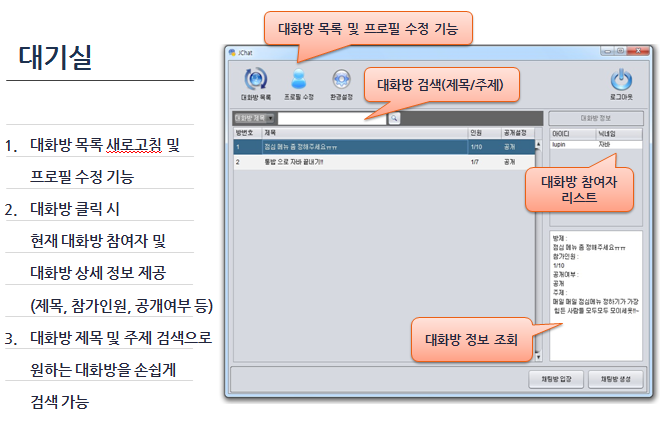 대기실
1. 대화방 목록 새로고침 및
프로필 수정 기능
2. 대화방 클릭 시
현재 대화방 참여자 및
대화방 상세 정보 제공
(제목, 참가인원, 공개여부 등)
3. 대화방 제목 및 주제 검색으로
원하는 대화방을 손쉽게
검색 가능
대화방 목록 및 프로필 수정 기능
JChat
대화방 목록 프로필 수정 환경설정 로그아웃
대화방 검색(제목/주제)
대화방 제목
대화방 정보
방번호 제목 인원 공개설정
1 점심 메뉴 좀 정해주세요ㅠㅠ 1/10 공개
2 통밥 으로 자바 끝내기!! 1/7 공개
아이디 닉네임
lupin 자바
대화방 참여자
리스트
방제 :
점심 메뉴 좀 정해주세요ㅠㅠ
참가인원 :
1/10
공개여부 :
공개
주제 :
매일 매일 점심메뉴 정하기가 가장
힘든 사람들 모두모두 모이세욧!!~
대화방 정보 조회
채팅방 입장 채팅방 생성